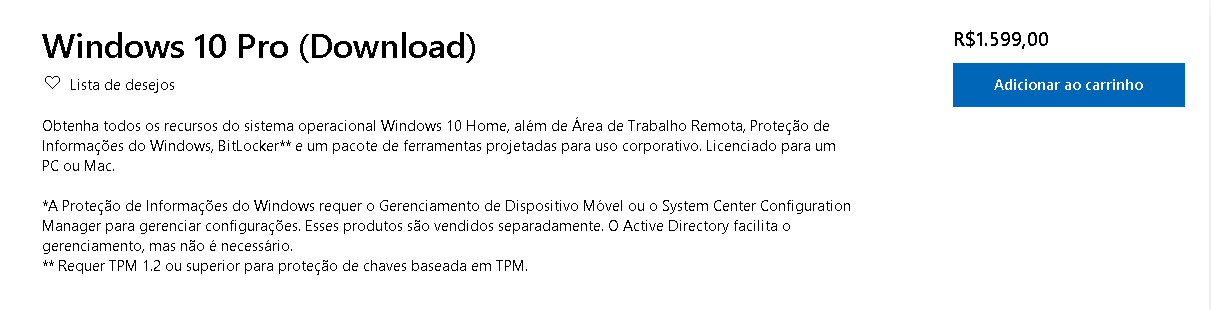 Windows 10 Pro (Download)
R$1.599,00
Lista de desejos
Adicionar ao carrinho
Obtenha todos os recursos do sistema operacional Windows 10 Home, além de Área de Trabalho Remota, Proteção de
Informações do Windows, BitLocker** e um pacote de ferramentas projetadas para uso corporativo. Licenciado para um
PC ou Mac.
*A Proteção de Informações do Windows requer o Gerenciamento de Dispositivo Móvel ou o System Center Configuration
Manager para gerenciar configurações. Esses produtos são vendidos separadamente. O Active Directory facilita o
gerenciamento, mas não é necessário.
** Requer TPM 1.2 ou superior para proteção de chaves baseada em TPM.